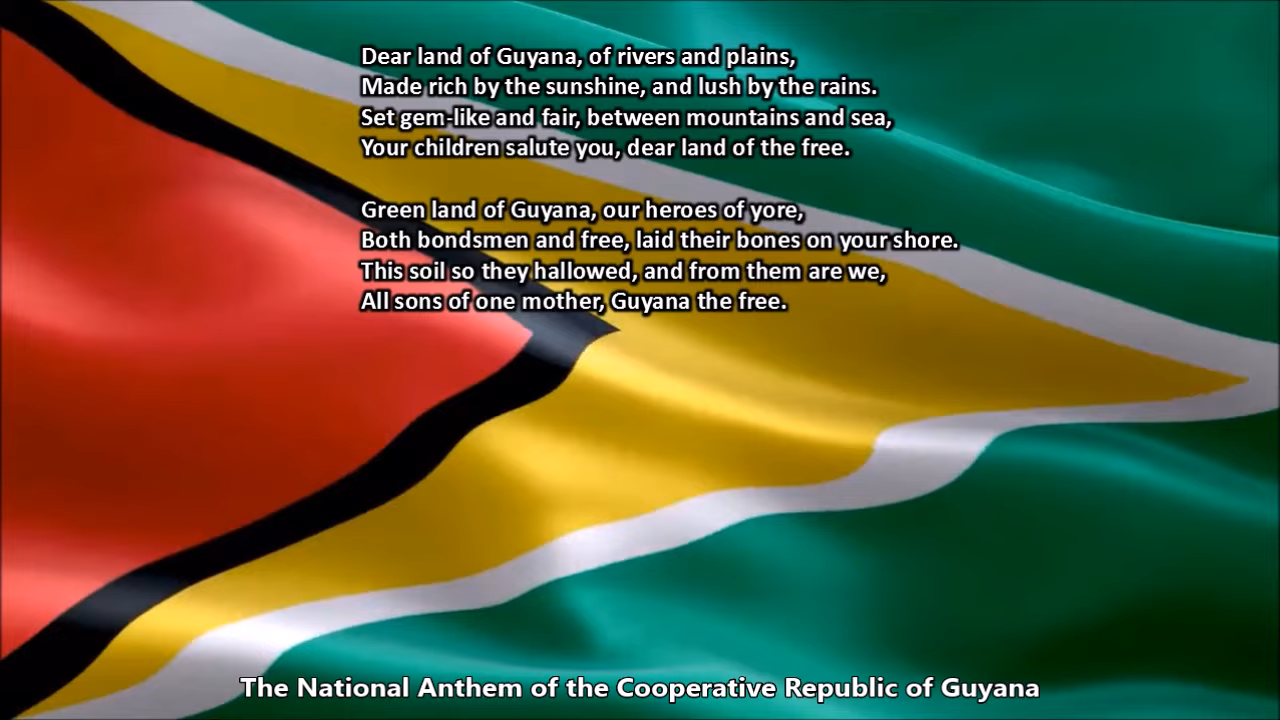 Dear land of Guyana, of rivers and plains,
Made rich by the sunshine, and lush by the rains.
Set gem-like and fair, between mountains and sea,
Your children salute you, dear land of the free.
Green land of Guyana, our heroes of yore,
Both bondsmen and free, laid their bones on your shore.
This soil so they hallowed, and from them are we,
All sons of one mother, Guyana the free.
The National Anthem of the Cooperative Republic of Guyana